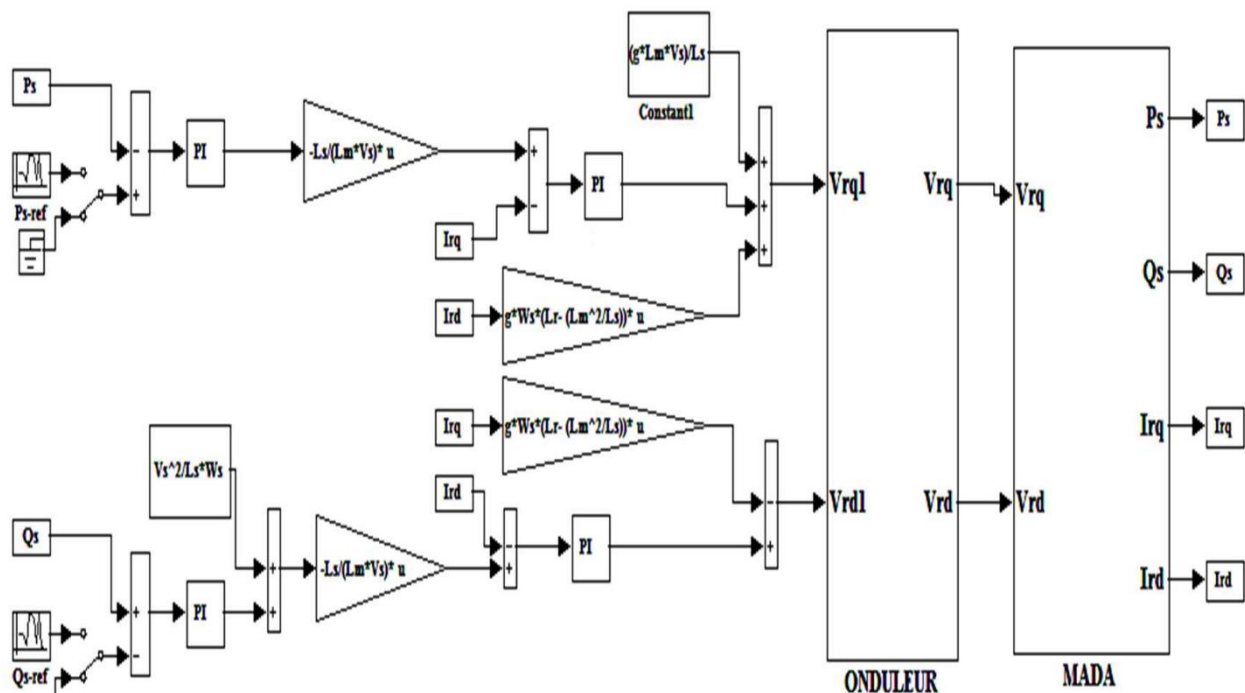 (g*Lm*Vs)/Ls
Constant1
Ps
-
+
PI
-Ls/(Lm*Vs)* u
+
-
PI
Ps-ref
Irq
+
+
+
Ird
g*Ws*(Lr- (Lm^2/Ls))* u
Irq
g*Ws*(Lr- (Lm^2/Ls))* u
Vs^2/Ls*Ws
Ird
Qs
+
-
PI
+
+
-Ls/(Lm*Vs)* u
-
+
PI
-
+
Qs-ref
Vrq1
Vrq
Vrd1
Vrd
ONDULEUR
Vrq
Vrd
Ps
Qs
Irq
Ird
MADA
Ps
Qs
Irq
Ird